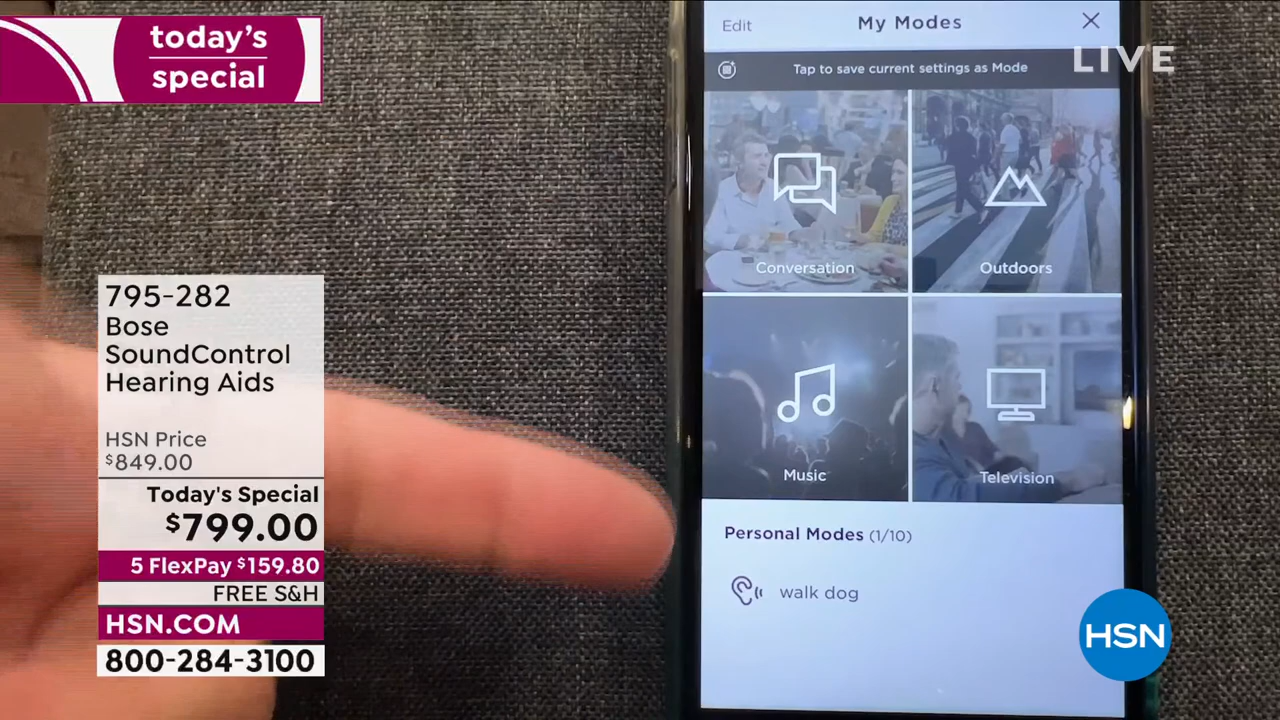 today's
special
795-282
Bose
SoundControl
Hearing Aids
HSN Price
$849.00
Today's Special
$799.00
5 FlexPay $159.80
FREE S&H
HSN.COM
800-284-3100
Edit
My Modes
LIVE
Tap to save current settings as Mode
Conversation
Outdoors
Music
Television
Personal Modes (1/10)
walk dog
HSN